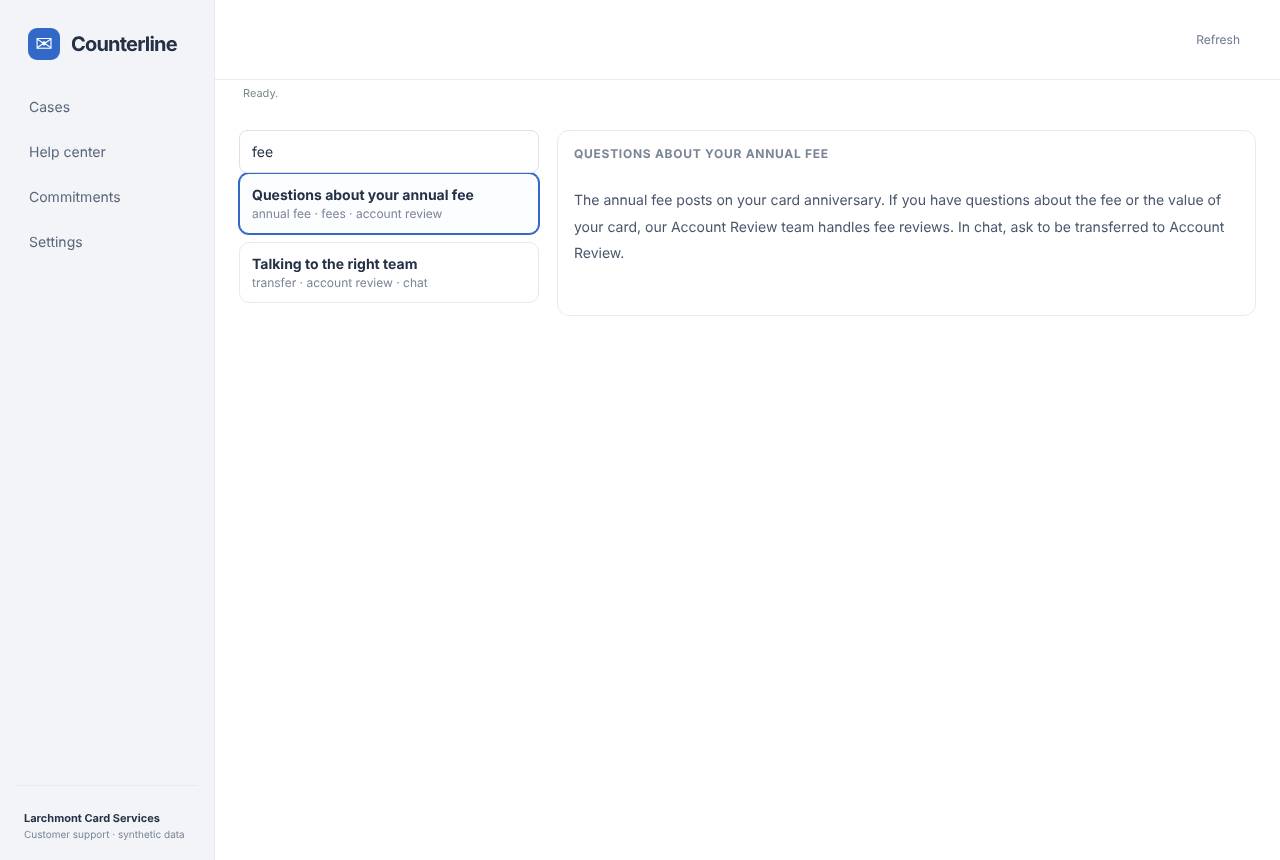 Counterline
Cases
Help center
Commitments
Settings
Larchmont Card Services
Customer support · synthetic data
Refresh
Ready.
fee
Questions about your annual fee
annual fee · fees · account review
Talking to the right team
transfer · account review · chat
QUESTIONS ABOUT YOUR ANNUAL FEE
The annual fee posts on your card anniversary. If you have questions about the fee or the value of
your card, our Account Review team handles fee reviews. In chat, ask to be transferred to Account
Review.